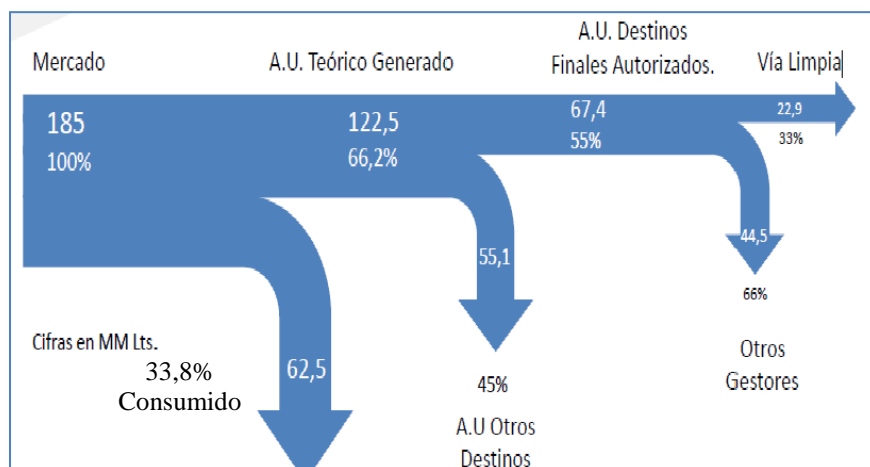 Mercado
A.U. Teórico Generado
A.U. Destinos
Finales Autorizados.
Vía Limpia
185
100%
122,5
66,2%
67,4
55%
22,9
33%
62,5
55,1
44,5
Cifras en MM Lts.
33,8%
Consumido
45%
A.U Otros
Destinos
66%
Otros
Gestores